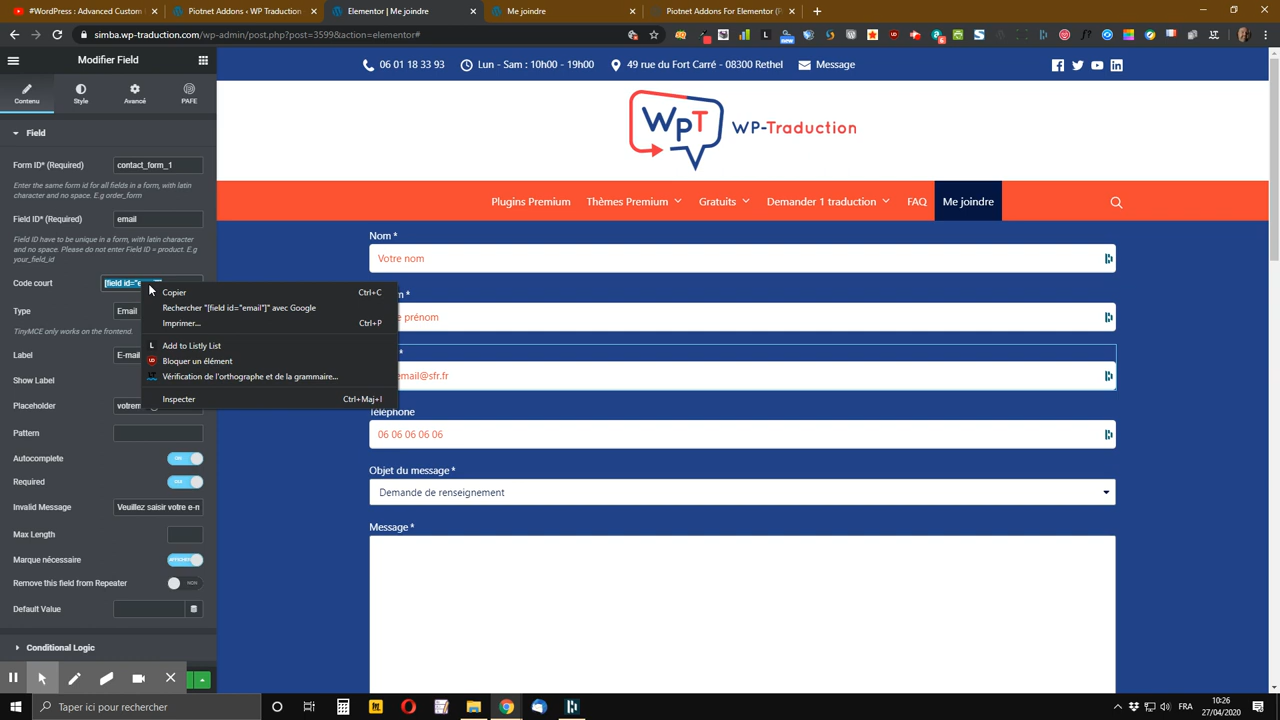 #WordPress : Annuaire des Tradu
Piotnet Addons de Traduction
Elementor | Me joindre
Me joindre
Piotnet Addons For Elementor (P
simba.wp-traduction.com/wp-admin/post.php?post=3599&action=elementor#
Modifier Field
Contenu
Style
Avancé
PAFE
Field
Form ID* (Required)
contact_form_1
Enter the same form id for all fields in a form, with latin
character and no space. E.g order_form
Field ID* (Required)
email
Field ID have to be unique in a form, with latin character
and no space. Please do not enter Field ID = product. E.g
your_field_id
Code court
[field id="e
Type
Email
TinyMCE only works on the frontend.
Label
E-mail
Show Label
Placeholder
votrem
Pattern
Autocomplete
Required
OUI
Invalid Message
Veuillez saisir votre e-n
Max Length
Marque nécessaire
AFFICHER
Remove this field from Repeater
NON
Default Value
Conditional Logic
Copier Ctrl+C
Rechercher "[field id="email"]" avec Google
Imprimer... Ctrl+P
Add to Listly List
Bloquer un élément
Vérification de l'orthographe et de la grammaire...
Inspecter Ctrl+Maj+I
06 01 18 33 93
Lun - Sam : 10h00 - 19h00
49 rue du Fort Carré - 08300 Rethel
Message
WPT WP-Traduction
Plugins Premium
Thèmes Premium
Gratuits
Demander 1 traduction
FAQ
Me joindre
Nom *
Votre nom
m *
e prénom
*
email@sfr.fr
Téléphone
06 06 06 06 06
Objet du message *
Demande de renseignement
Message *
Taper ici pour rechercher
FRA
10:26
27/04/2020